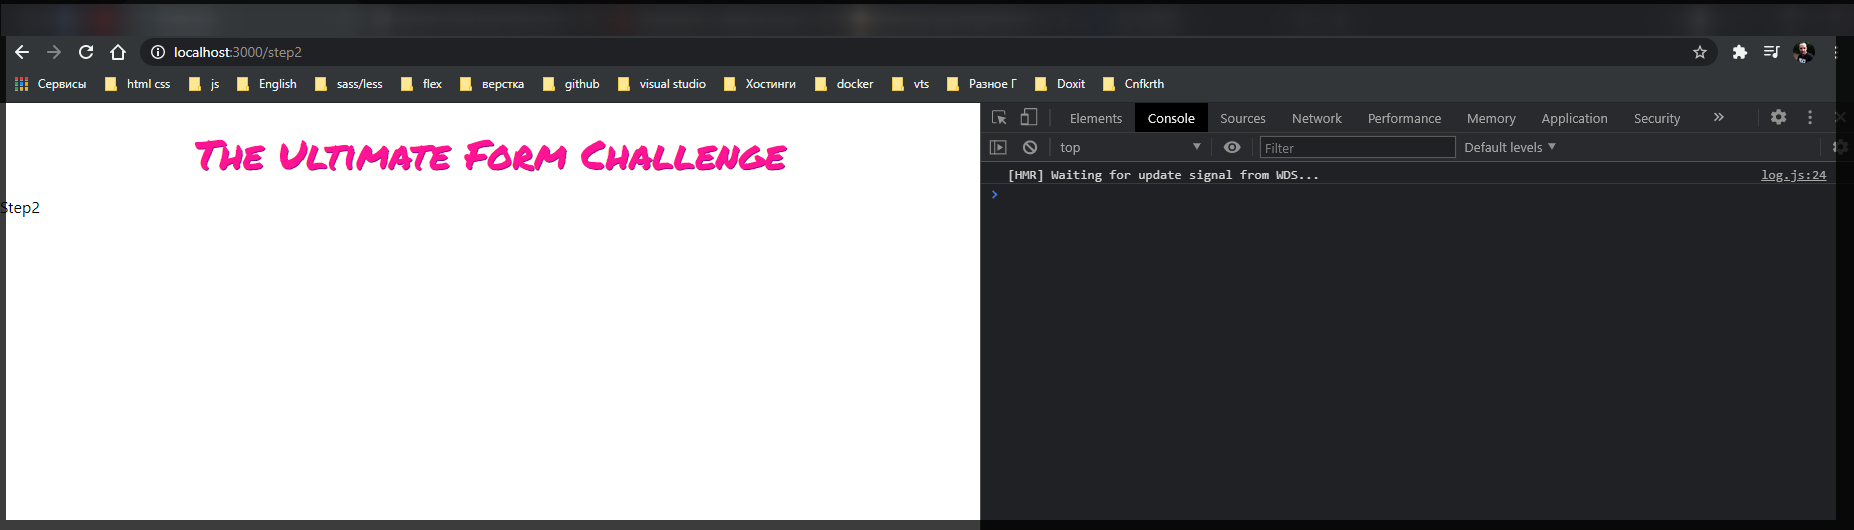 localhost:3000/step2
Сервисы html css js English sass/less flex верстка github visual studio Хостинги docker vts Разное Г Doxit Cnfkrth
Elements Console Sources Network Performance Memory Application Security
top Filter Default levels
[HMR] Waiting for update signal from WDS... log.js:24
The Ultimate Form Challenge
Step2